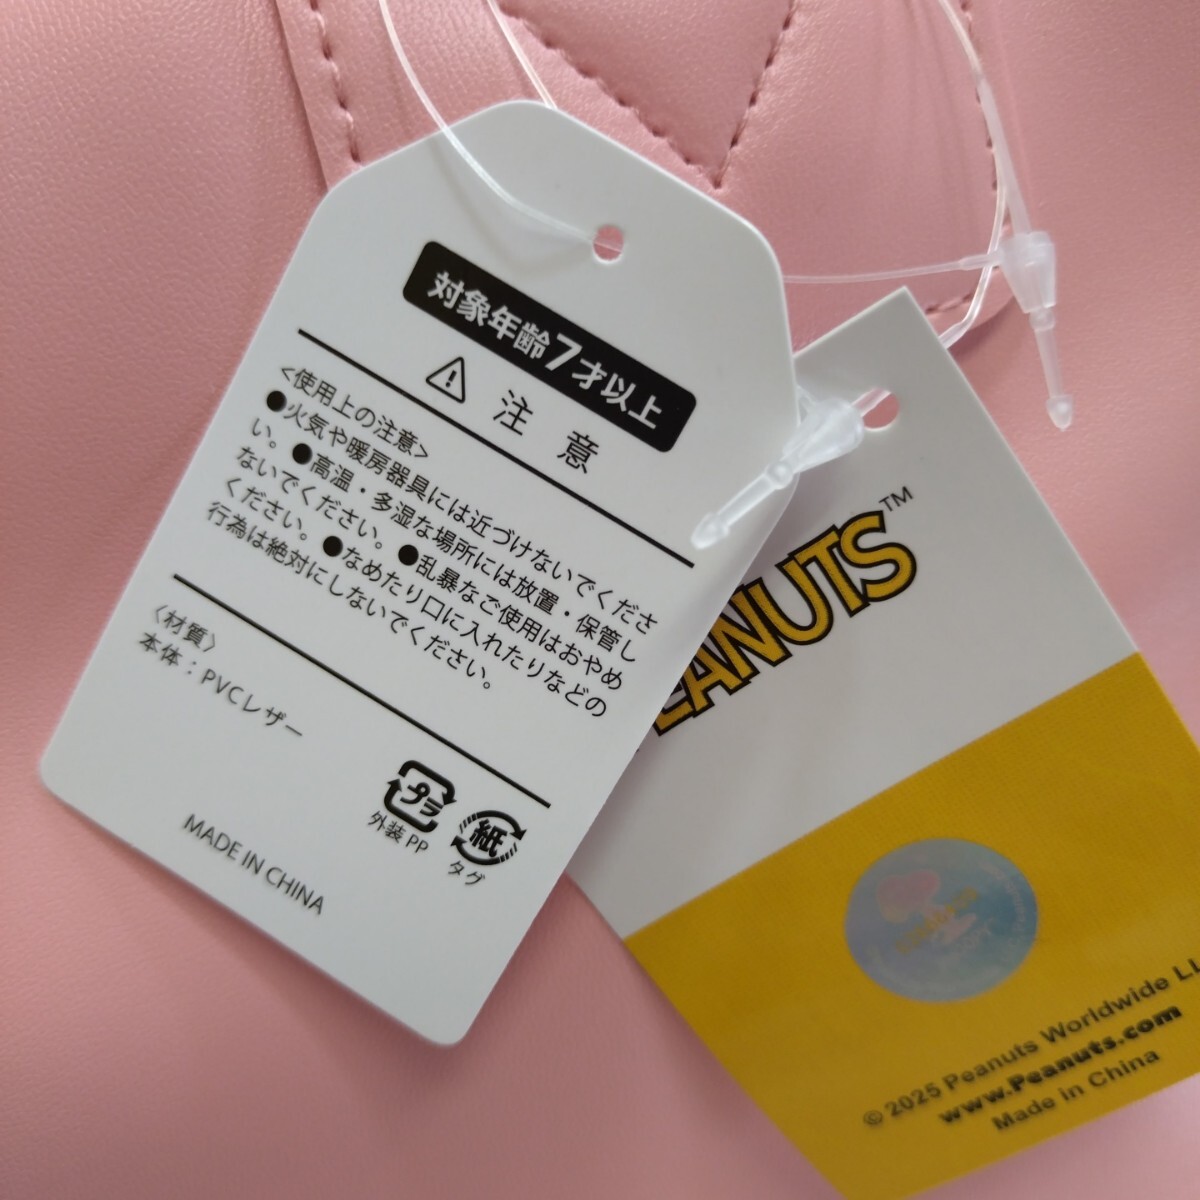 対象年齢7才以上
注意
<使用上の注意>
●火気や暖房器具には近づけないでくださ
い。●高温・多湿な場所には放置・保管し
ないでください。●乱暴なご使用はおやめ
ください。●なめたり口に入れたりなどの
行為は絶対にしないでください。
〈材質〉
本体：PVCレザー
プラ
外装PP
紙
タグ
MADE IN CHINA
PEANUTS™
© 2025 Peanuts Worldwide LL
www.Peanuts.com
Made in China